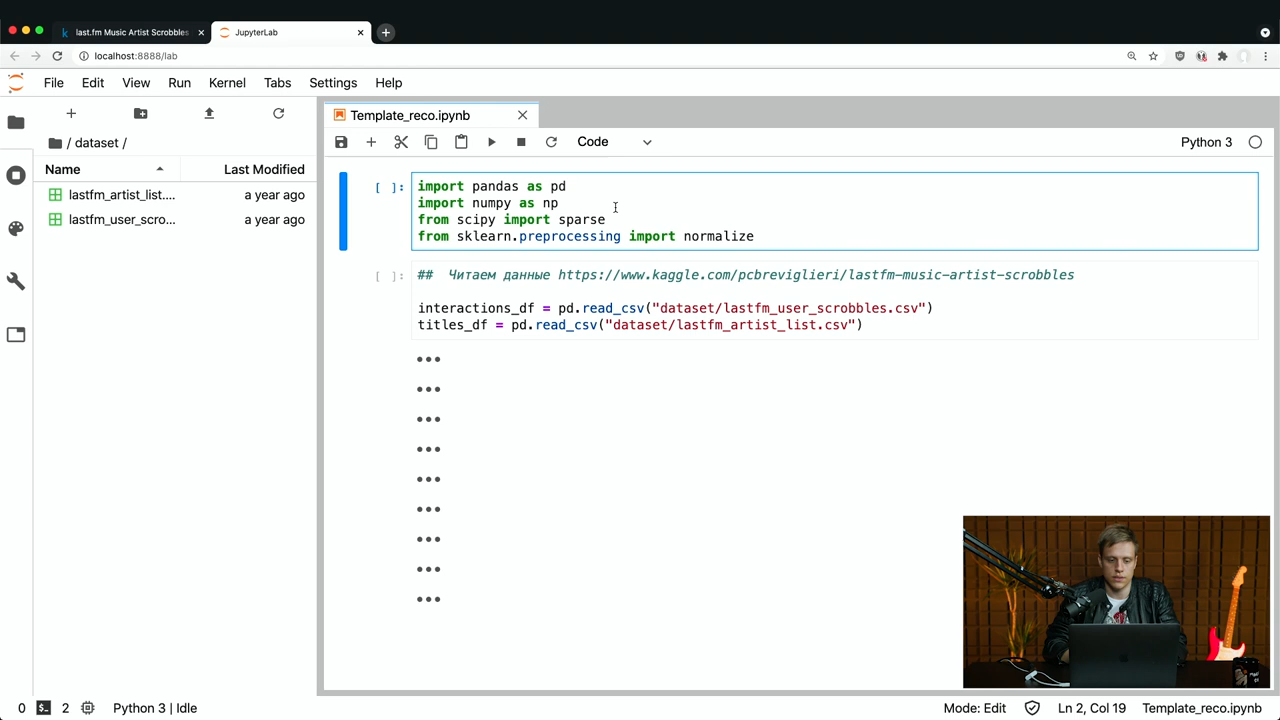 last.fm Music Artist Scrobbles
JupyterLab
localhost:8888/lab
File Edit View Run Kernel Tabs Settings Help
Template_reco.ipynb
/ dataset /
Code
Python 3
Name
Last Modified
lastfm_artist_list....
a year ago
lastfm_user_scro...
a year ago
[ ]:
import pandas as pd
import numpy as np
from scipy import sparse
from sklearn.preprocessing import normalize
[ ]:
## Читаем данные https://www.kaggle.com/pcbreviglieri/lastfm-music-artist-scrobbles
interactions_df = pd.read_csv("dataset/lastfm_user_scrobbles.csv")
titles_df = pd.read_csv("dataset/lastfm_artist_list.csv")
0
2
Python 3 | Idle
Mode: Edit
Ln 2, Col 19
Template_reco.ipynb